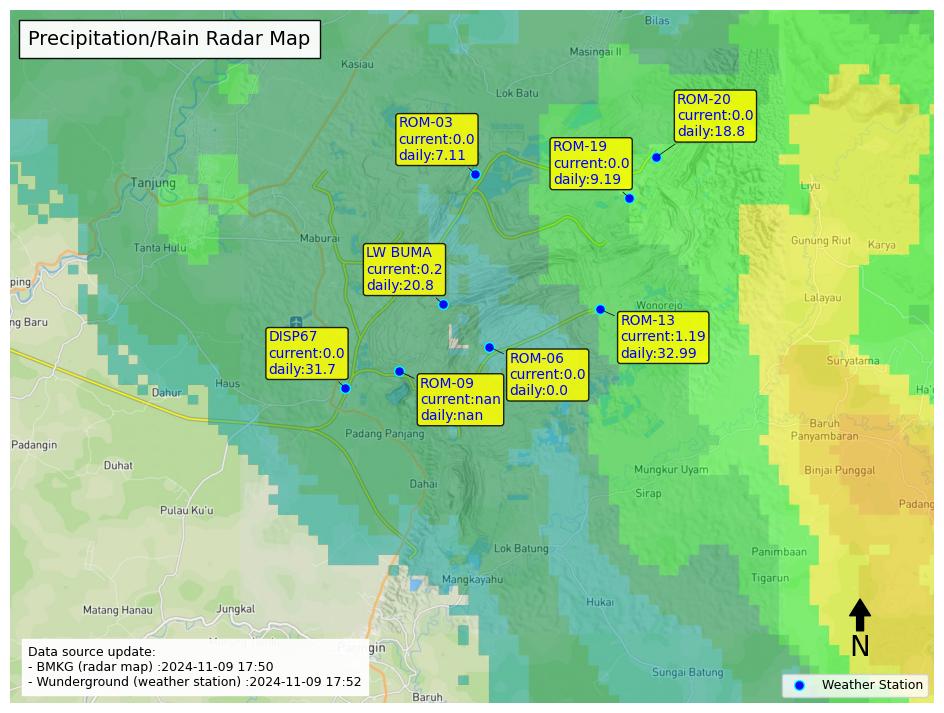 Precipitation/Rain Radar Map
Bilas
Masingai II
Kasiau
Lok Batu
ROM-20
current:0.0
daily:18.8
ROM-03
current:0.0
daily:7.11
ROM-19
current:0.0
daily:9.19
Tanjung
Liyu
Maburai
Tanta Hulu
Gunung Riut
Karya
LW BUMA
current:0.2
daily:20.8
ping
Lalayau
Wonorejo
ng Baru
ROM-13
current:1.19
daily:32.99
DISP67
current:0.0
daily:31.7
ROM-06
current:0.0
daily:0.0
Suryatama
ROM-09
current:nan
daily:nan
Haus
Dahur
Ha'
Baruh
Panyambaran
Padang Panjang
Padangin
Duhat
Mungkur Uyam
Binjai Punggal
Dahai
Sirap
Padang
Pulau Ku'u
Lok Batung
Panimbaan
Mangkayahu
Tigarun
Matang Hanau
Jungkal
Hukai
N
Data source update:
- BMKG (radar map) :2024-11-09 17:50
- Wunderground (weather station) :2024-11-09 17:52
Sungai Batung
Weather Station
Baruh